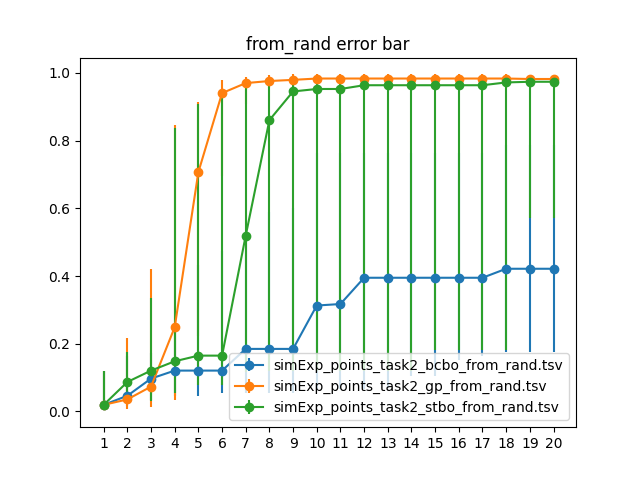 from_rand error bar
1.0
0.8
0.6
0.4
0.2
0.0
simExp_points_task2_bcbo_from_rand.tsv
simExp_points_task2_gp_from_rand.tsv
simExp_points_task2_stbo_from_rand.tsv
1 2 3 4 5 6 7 8 9 10 11 12 13 14 15 16 17 18 19 20